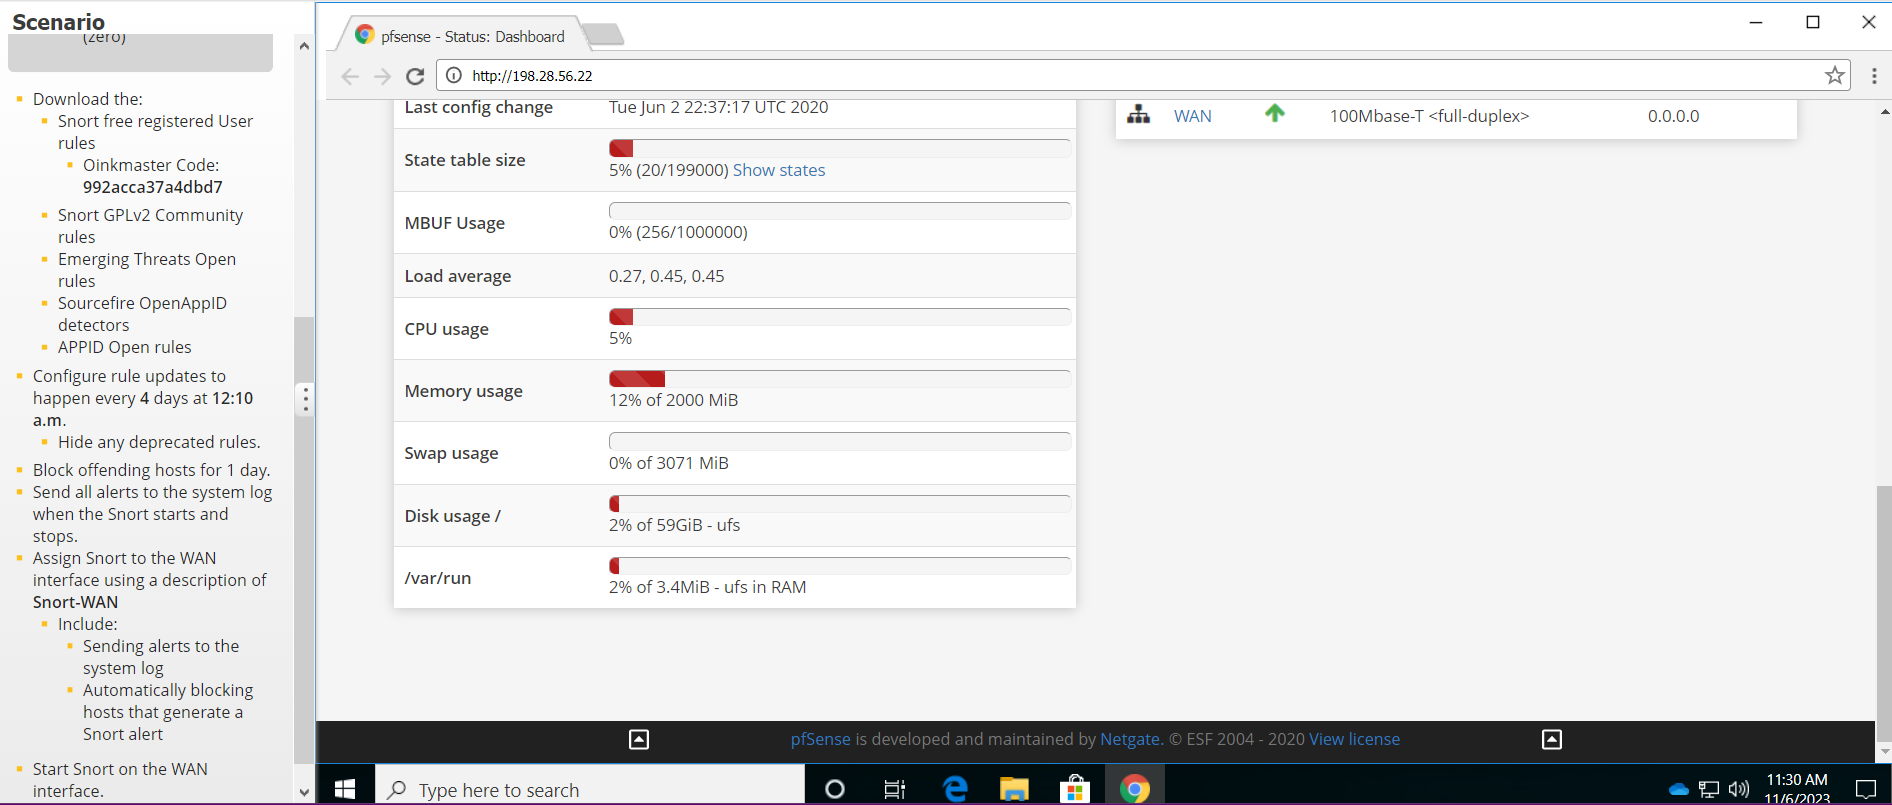 Scenario
(zero)
Download the:
Snort free registered User
rules
Oinkmaster Code:
992acca37a4dbd7
Snort GPLv2 Community
rules
Emerging Threats Open
rules
Sourcefire OpenAppID
detectors
APPID Open rules
Configure rule updates to
happen every 4 days at 12:10
a.m.
Hide any deprecated rules.
Block offending hosts for 1 day.
Send all alerts to the system log
when the Snort starts and
stops.
Assign Snort to the WAN
interface using a description of
Snort-WAN
Include:
Sending alerts to the
system log
Automatically blocking
hosts that generate a
Snort alert
Start Snort on the WAN
interface.
pfsense - Status: Dashboard
http://198.28.56.22
Last config change Tue Jun 2 22:37:17 UTC 2020
State table size
5% (20/199000) Show states
MBUF Usage
0% (256/1000000)
Load average 0.27, 0.45, 0.45
CPU usage
5%
Memory usage
12% of 2000 MiB
Swap usage
0% of 3071 MiB
Disk usage /
2% of 59GiB - ufs
/var/run
2% of 3.4MiB - ufs in RAM
WAN 100Mbase-T <full-duplex> 0.0.0.0
pfSense is developed and maintained by Netgate. © ESF 2004 - 2020 View license
Type here to search
11:30 AM
11/6/2023